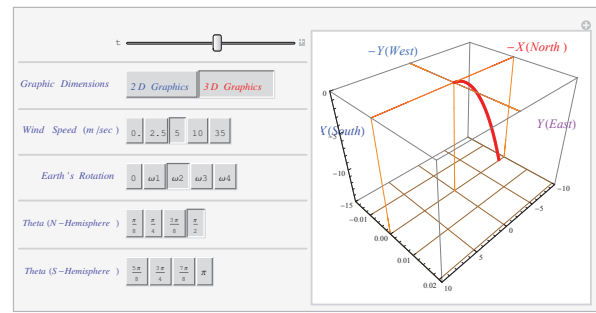 t
Graphic Dimensions 2 D Graphics 3 D Graphics
Wind Speed (m /sec ) 0. 2.5 5 10 35
Earth's Rotation 0 ω1 ω2 ω3 ω4
Theta (N -Hemisphere ) π/8 π/4 3π/8 π/2
Theta (S -Hemisphere ) 5π/8 3π/4 7π/8 π
-Y(West) -X(North )
0
X(South) Y(East)
-5
-10
-15
-0.01
0.00
0.01
0.02
10
5
0
-5
-10